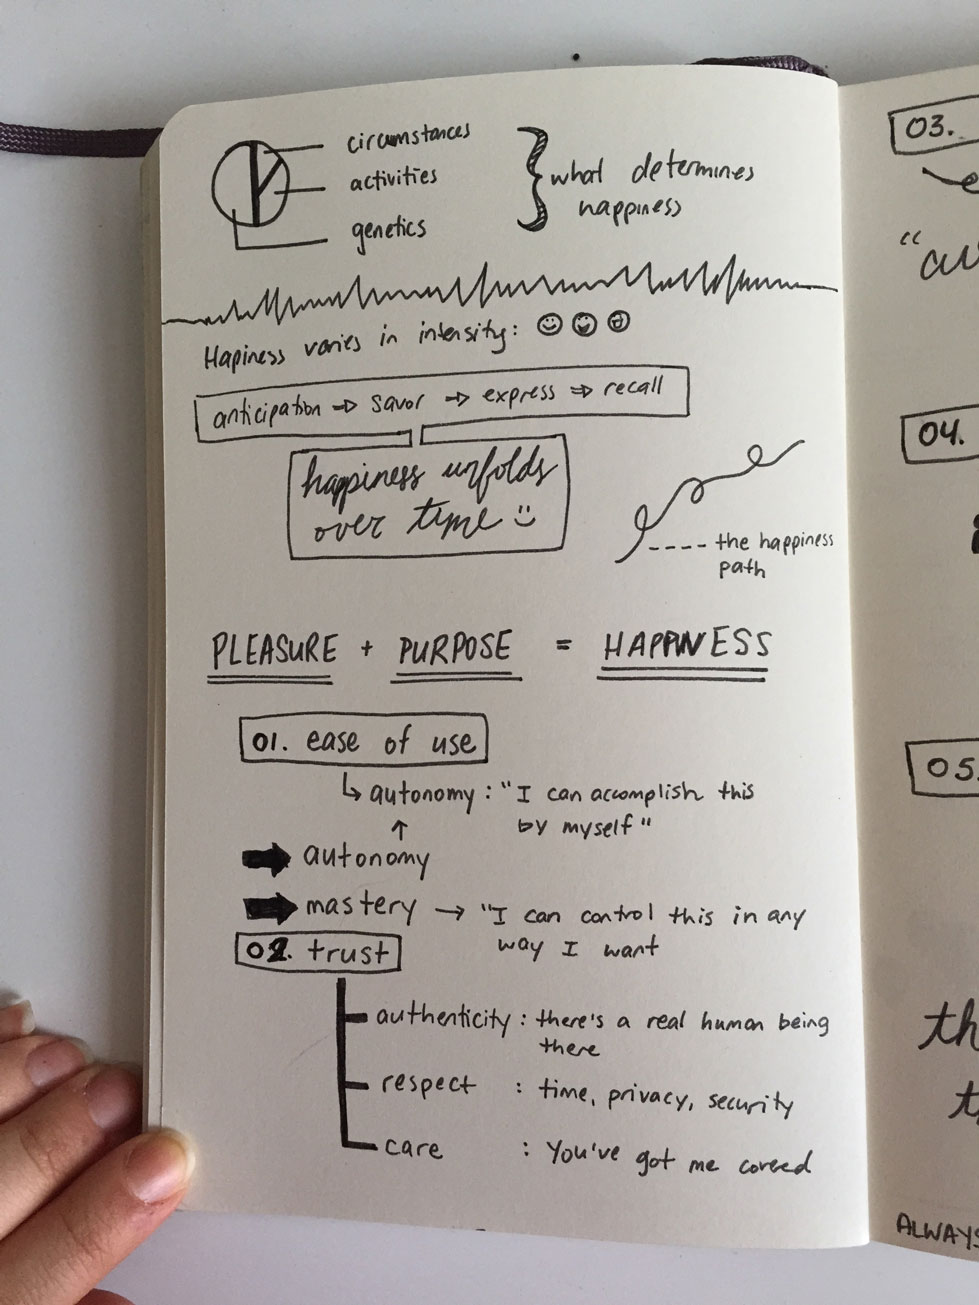 circumstances
activities
genetics
what determines
happiness
Hapiness varies in intensity:
anticipation ⇒ savor ⇒ express ⇒ recall
happiness unfolds
over time
the happiness
path
PLEASURE + PURPOSE = HAPPINESS
01. ease of use
↳ autonomy: "I can accomplish this
by myself"
↑
➡ autonomy
➡ mastery → "I can control this in any
way I want
02. trust
authenticity: there's a real human being
there
respect : time, privacy, security
care : You've got me covered
03.
"au
04.
05.
th
t
ALWAYS